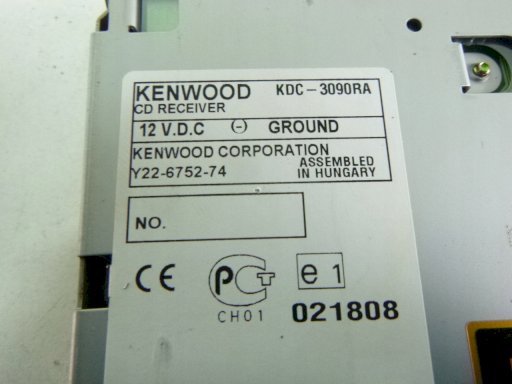 KENWOOD KDC-3090RA
CD RECEIVER
12 V.D.C (-) GROUND
KENWOOD CORPORATION
Y22-6752-74 ASSEMBLED
IN HUNGARY
NO.
CE PCT e 1
CH01 021808